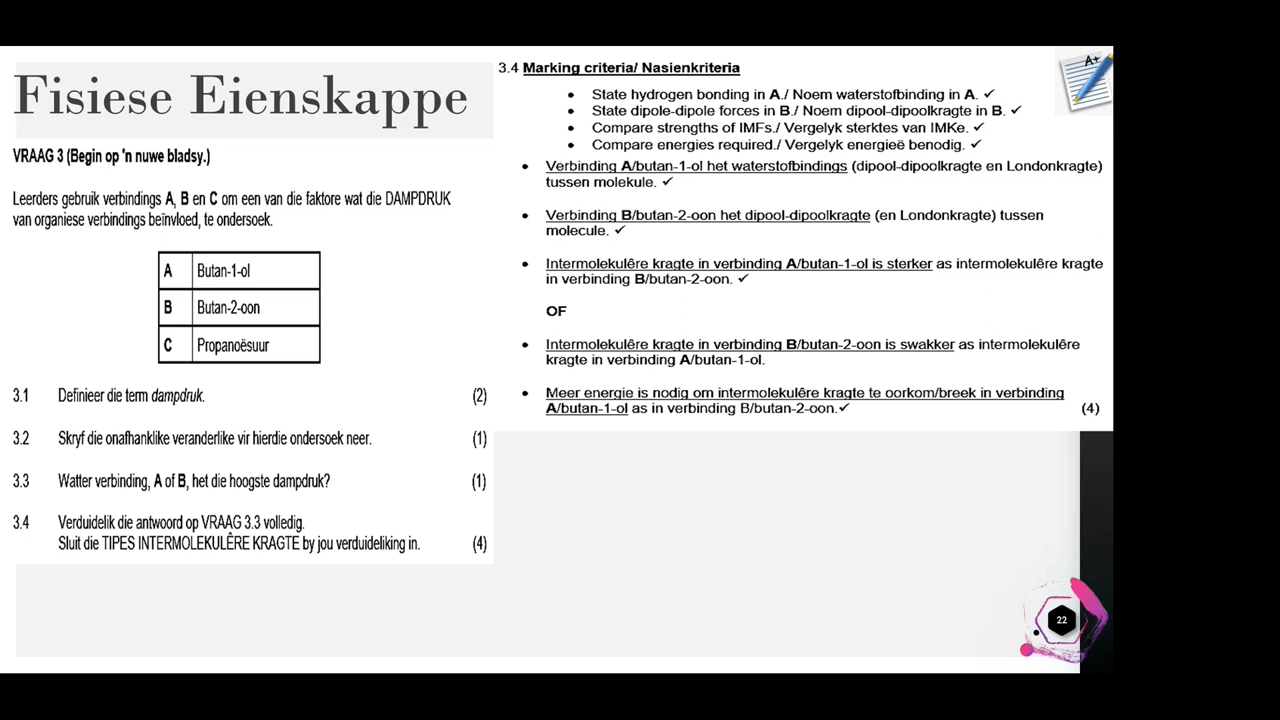 Fisiese Eienskappe
VRAAG 3 (Begin op 'n nuwe bladsy.)
Leerders gebruik verbindings A, B en C om een van die faktore wat die DAMPDRUK
van organiese verbindings beïnvloed, te ondersoek.
A Butan-1-ol
B Butan-2-oon
C Propanoësuur
3.1 Definieer die term dampdruk. (2)
3.2 Skryf die onafhanklike veranderlike vir hierdie ondersoek neer. (1)
3.3 Watter verbinding, A of B, het die hoogste dampdruk? (1)
3.4 Verduidelik die antwoord op VRAAG 3.3 volledig.
Sluit die TIPES INTERMOLEKULÊRE KRAGTE by jou verduideliking in. (4)
3.4 Marking criteria/ Nasienkriteria
• State hydrogen bonding in A./ Noem waterstofbinding in A. ✓
• State dipole-dipole forces in B./ Noem dipool-dipoolkragte in B. ✓
• Compare strengths of IMFs./ Vergelyk sterktes van IMKe. ✓
• Compare energies required./ Vergelyk energieë benodig. ✓
• Verbinding A/butan-1-ol het waterstofbindings (dipool-dipoolkragte en Londonkragte)
tussen molekule. ✓
• Verbinding B/butan-2-oon het dipool-dipoolkragte (en Londonkragte) tussen
molecule. ✓
• Intermolekulêre kragte in verbinding A/butan-1-ol is sterker as intermolekulêre kragte
in verbinding B/butan-2-oon. ✓
OF
• Intermolekulêre kragte in verbinding B/butan-2-oon is swakker as intermolekulêre
kragte in verbinding A/butan-1-ol.
• Meer energie is nodig om intermolekulêre kragte te oorkom/breek in verbinding
A/butan-1-ol as in verbinding B/butan-2-oon.✓ (4)
A+
22